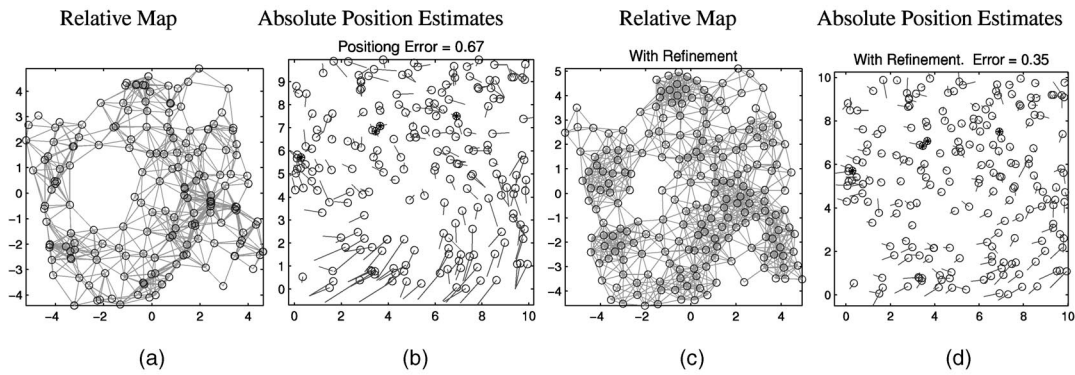 Relative Map
Absolute Position Estimates
Relative Map
Absolute Position Estimates
Positiong Error = 0.67
With Refinement
With Refinement. Error = 0.35
4
3
2
1
0
−1
−2
−3
−4
−4 −2 0 2 4
10
9
8
7
6
5
4
3
2
1
0
0 2 4 6 8 10
5
4
3
2
1
0
−1
−2
−3
−4
−4 −2 0 2 4
10
8
6
4
2
0
0 2 4 6 8 10
(a)
(b)
(c)
(d)